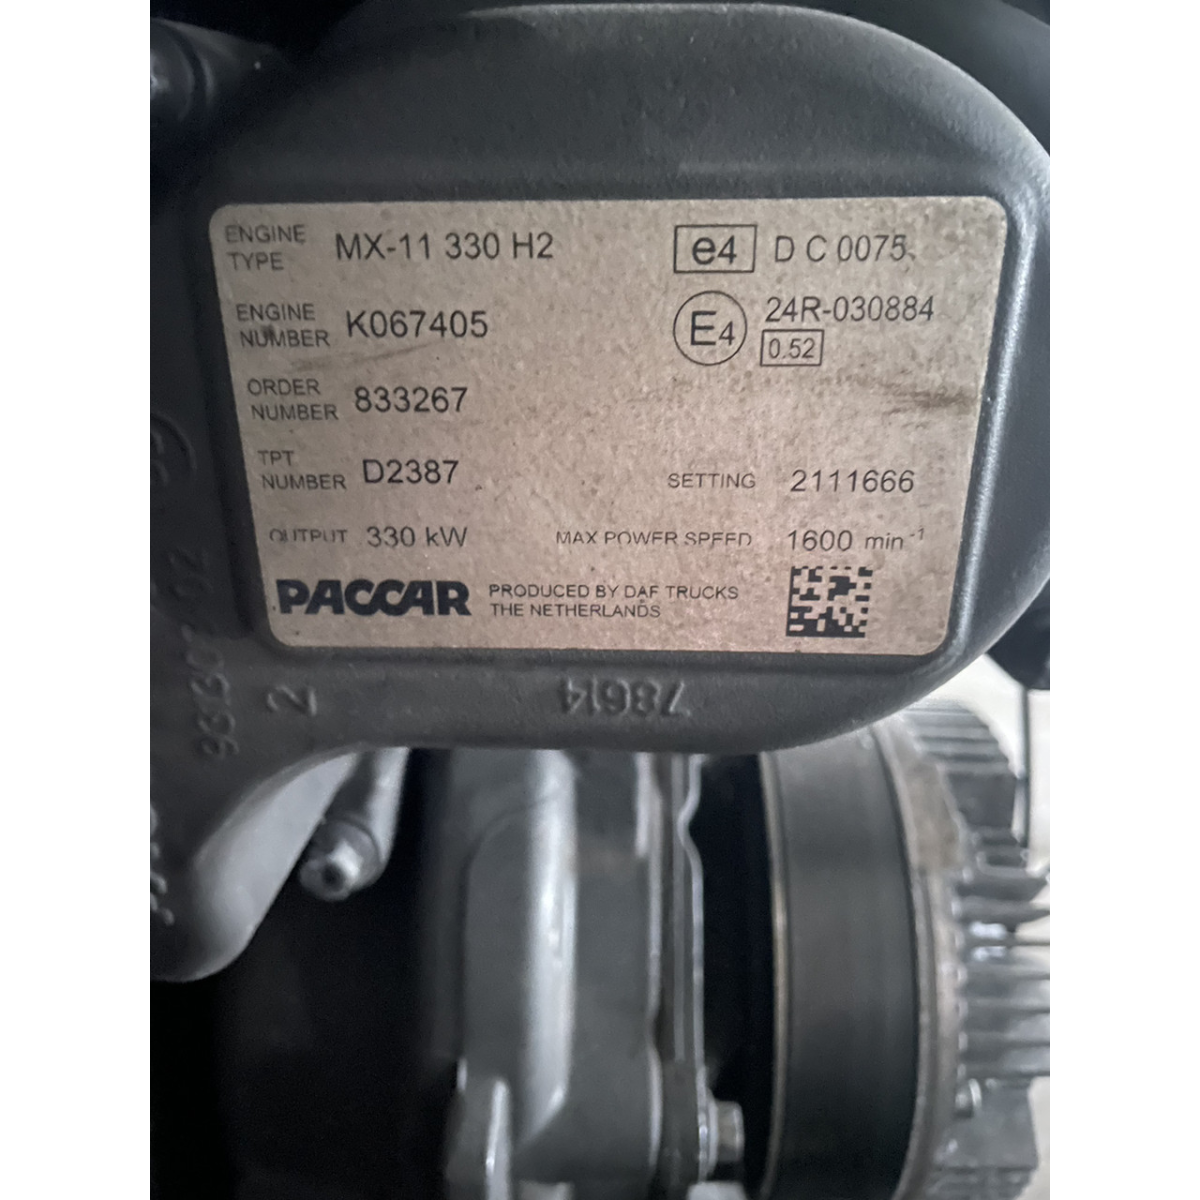 ENGINE TYPE MX-11 330 H2
e4 D C 0075
ENGINE NUMBER K067405
E4 24R-030884
0.52
ORDER NUMBER 833267
TPT NUMBER D2387
SETTING 2111666
OUTPUT 330 kW MAX POWER SPEED 1600 min⁻¹
PACCAR PRODUCED BY DAF TRUCKS
THE NETHERLANDS
78614
2